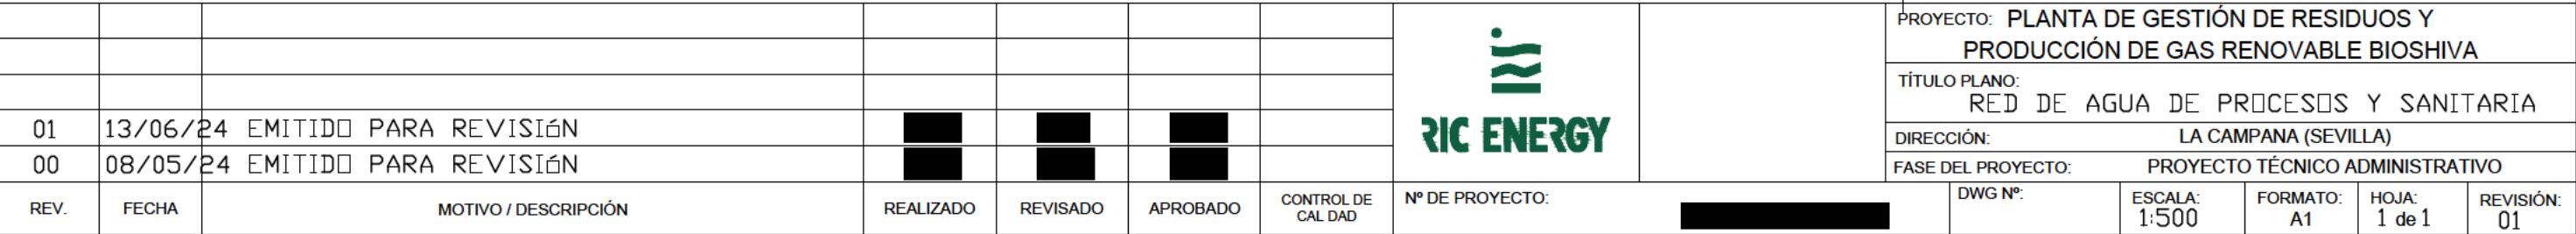 01 13/06/24 EMITIDO PARA REVISIóN
00 08/05/24 EMITIDO PARA REVISIóN
REV. FECHA MOTIVO / DESCRIPCIÓN REALIZADO REVISADO APROBADO CONTROL DE
CAL DAD
RIC ENERGY
Nº DE PROYECTO:
PROYECTO: PLANTA DE GESTIÓN DE RESIDUOS Y
PRODUCCIÓN DE GAS RENOVABLE BIOSHIVA
TÍTULO PLANO:
RED DE AGUA DE PROCESOS Y SANITARIA
DIRECCIÓN: LA CAMPANA (SEVILLA)
FASE DEL PROYECTO: PROYECTO TÉCNICO ADMINISTRATIVO
DWG Nº: ESCALA: FORMATO: HOJA: REVISIÓN:
1:500 A1 1 de 1 01